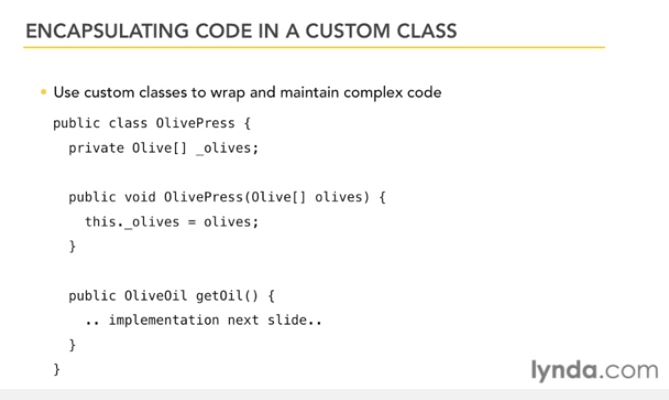 ENCAPSULATING CODE IN A CUSTOM CLASS
• Use custom classes to wrap and maintain complex code
public class OlivePress {
  private Olive[] _olives;
  public void OlivePress(Olive[] olives) {
    this._olives = olives;
  }
  public OliveOil getOil() {
    .. implementation next slide..
  }
}
lynda.com